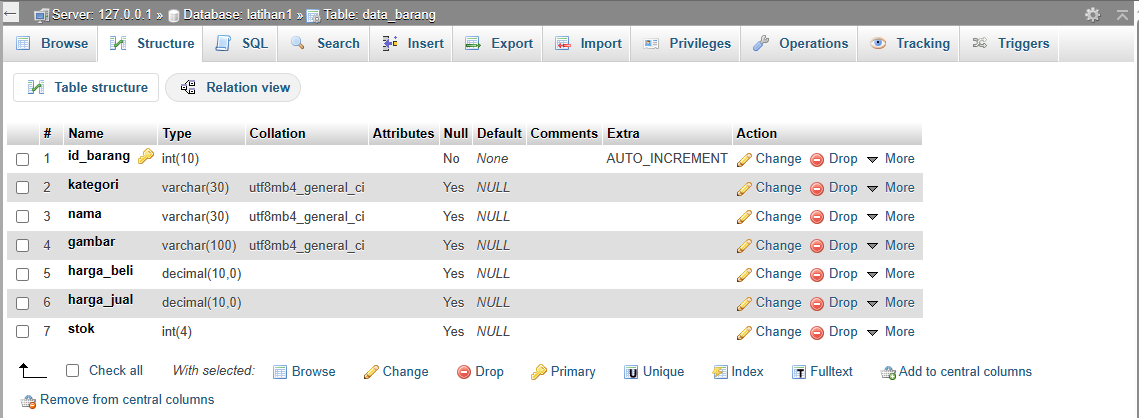 Server: 127.0.0.1 » Database: latihan1 » Table: data_barang
Browse Structure SQL Search Insert Export Import Privileges Operations Tracking Triggers
Table structure Relation view
# Name Type Collation Attributes Null Default Comments Extra Action
1 id_barang int(10) No None AUTO_INCREMENT Change Drop More
2 kategori varchar(30) utf8mb4_general_ci Yes NULL Change Drop More
3 nama varchar(30) utf8mb4_general_ci Yes NULL Change Drop More
4 gambar varchar(100) utf8mb4_general_ci Yes NULL Change Drop More
5 harga_beli decimal(10,0) Yes NULL Change Drop More
6 harga_jual decimal(10,0) Yes NULL Change Drop More
7 stok int(4) Yes NULL Change Drop More
Check all With selected: Browse Change Drop Primary Unique Index Fulltext Add to central columns
Remove from central columns